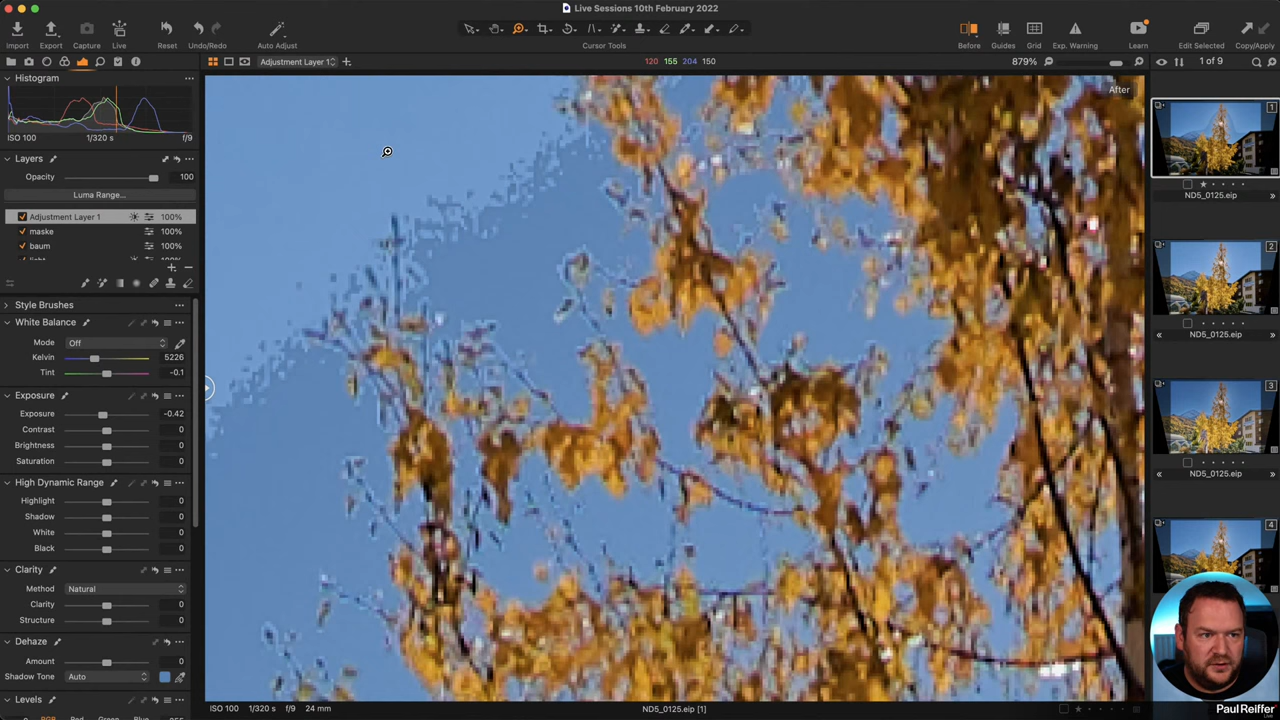 Live Sessions 10th February 2022
Import Export Capture Live Reset Undo/Redo Auto Adjust Cursor Tools Before Guides Grid Exp. Warning Learn Edit Selected Copy/Apply
Adjustment Layer 1
120 155 204 150
879%
1 of 9
Histogram
ISO 100 1/320 s f/9
Layers
Opacity 100
Luma Range...
Adjustment Layer 1 100%
maske 100%
baum 100%
Style Brushes
White Balance
Mode Off
Kelvin 5226
Tint -0.1
Exposure
Exposure -0.42
Contrast 0
Brightness 0
Saturation 0
High Dynamic Range
Highlight 0
Shadow 0
White 0
Black 0
Clarity
Method Natural
Clarity 0
Structure 0
Dehaze
Amount 0
Shadow Tone Auto
Levels
After
ISO 100 1/320 s f/9 24 mm
ND5_0125.eip [1]
1
ND5_0125.eip
2
ND5_0125.eip
3
ND5_0125.eip
4
Paul Reiffer
Live